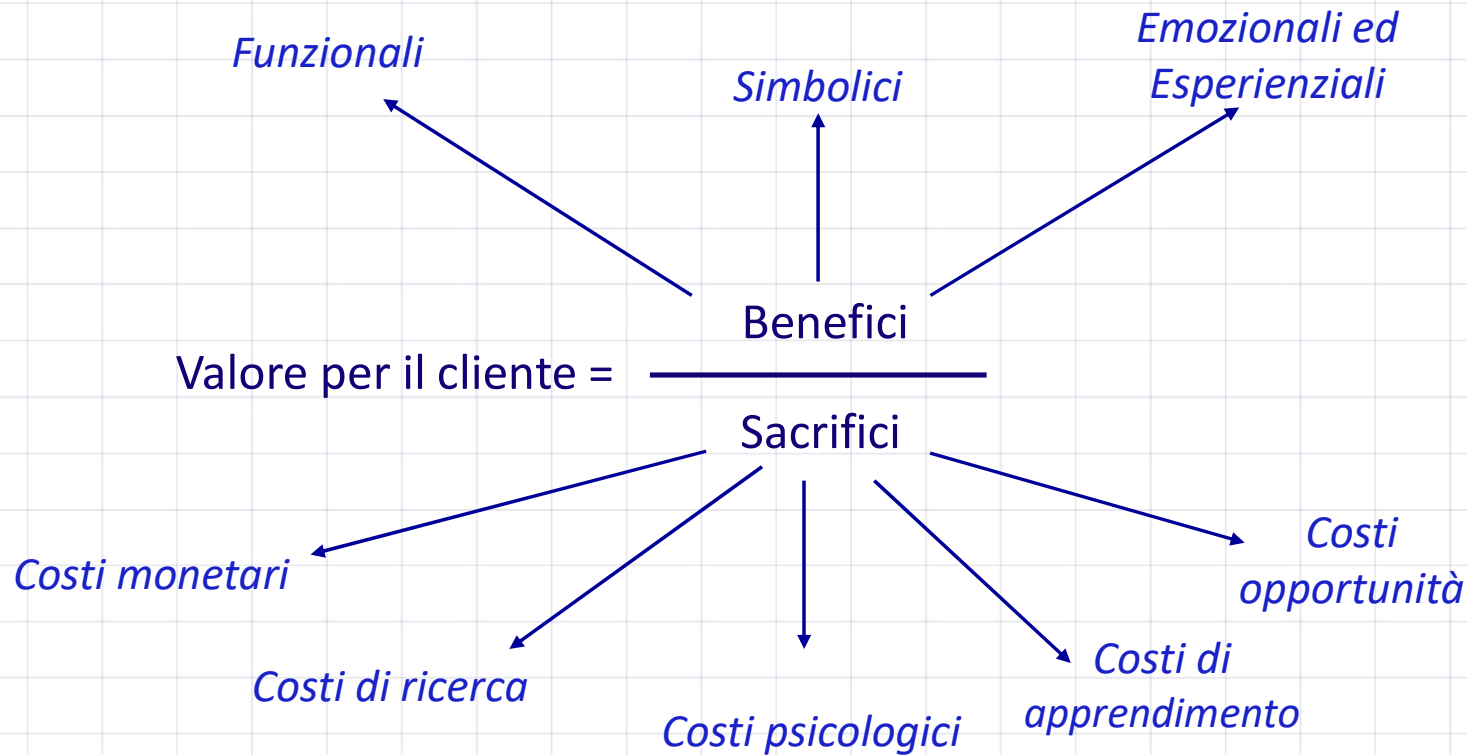 Funzionali
Simbolici
Emozionali ed
Esperienziali
Benefici
Valore per il cliente =
Sacrifici
Costi monetari
Costi di ricerca
Costi psicologici
Costi di
apprendimento
Costi
opportunità